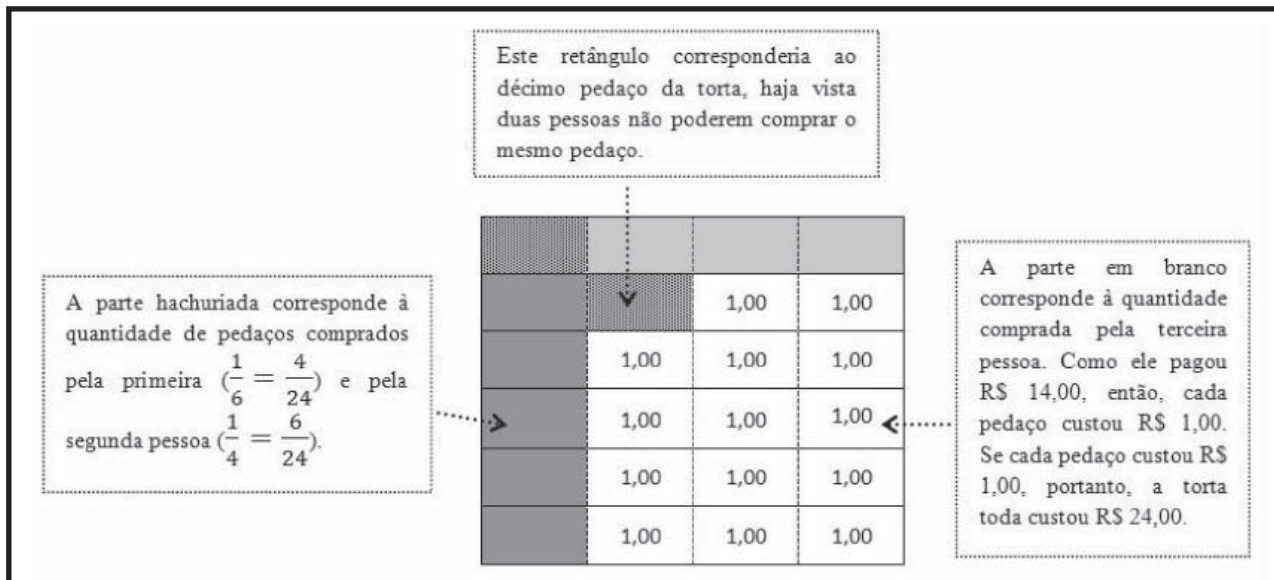 Este retângulo corresponderia ao
décimo pedaço da torta, haja vista
duas pessoas não poderem comprar o
mesmo pedaço.
A parte hachuriada corresponde à
quantidade de pedaços comprados
pela primeira (1/6 = 4/24) e pela
segunda pessoa (1/4 = 6/24).
1,00 1,00
1,00 1,00 1,00
1,00 1,00 1,00
1,00 1,00 1,00
1,00 1,00 1,00
A parte em branco
corresponde à quantidade
comprada pela terceira
pessoa. Como ele pagou
R$ 14,00, então, cada
pedaço custou R$ 1,00.
Se cada pedaço custou R$
1,00, portanto, a torta
toda custou R$ 24,00.